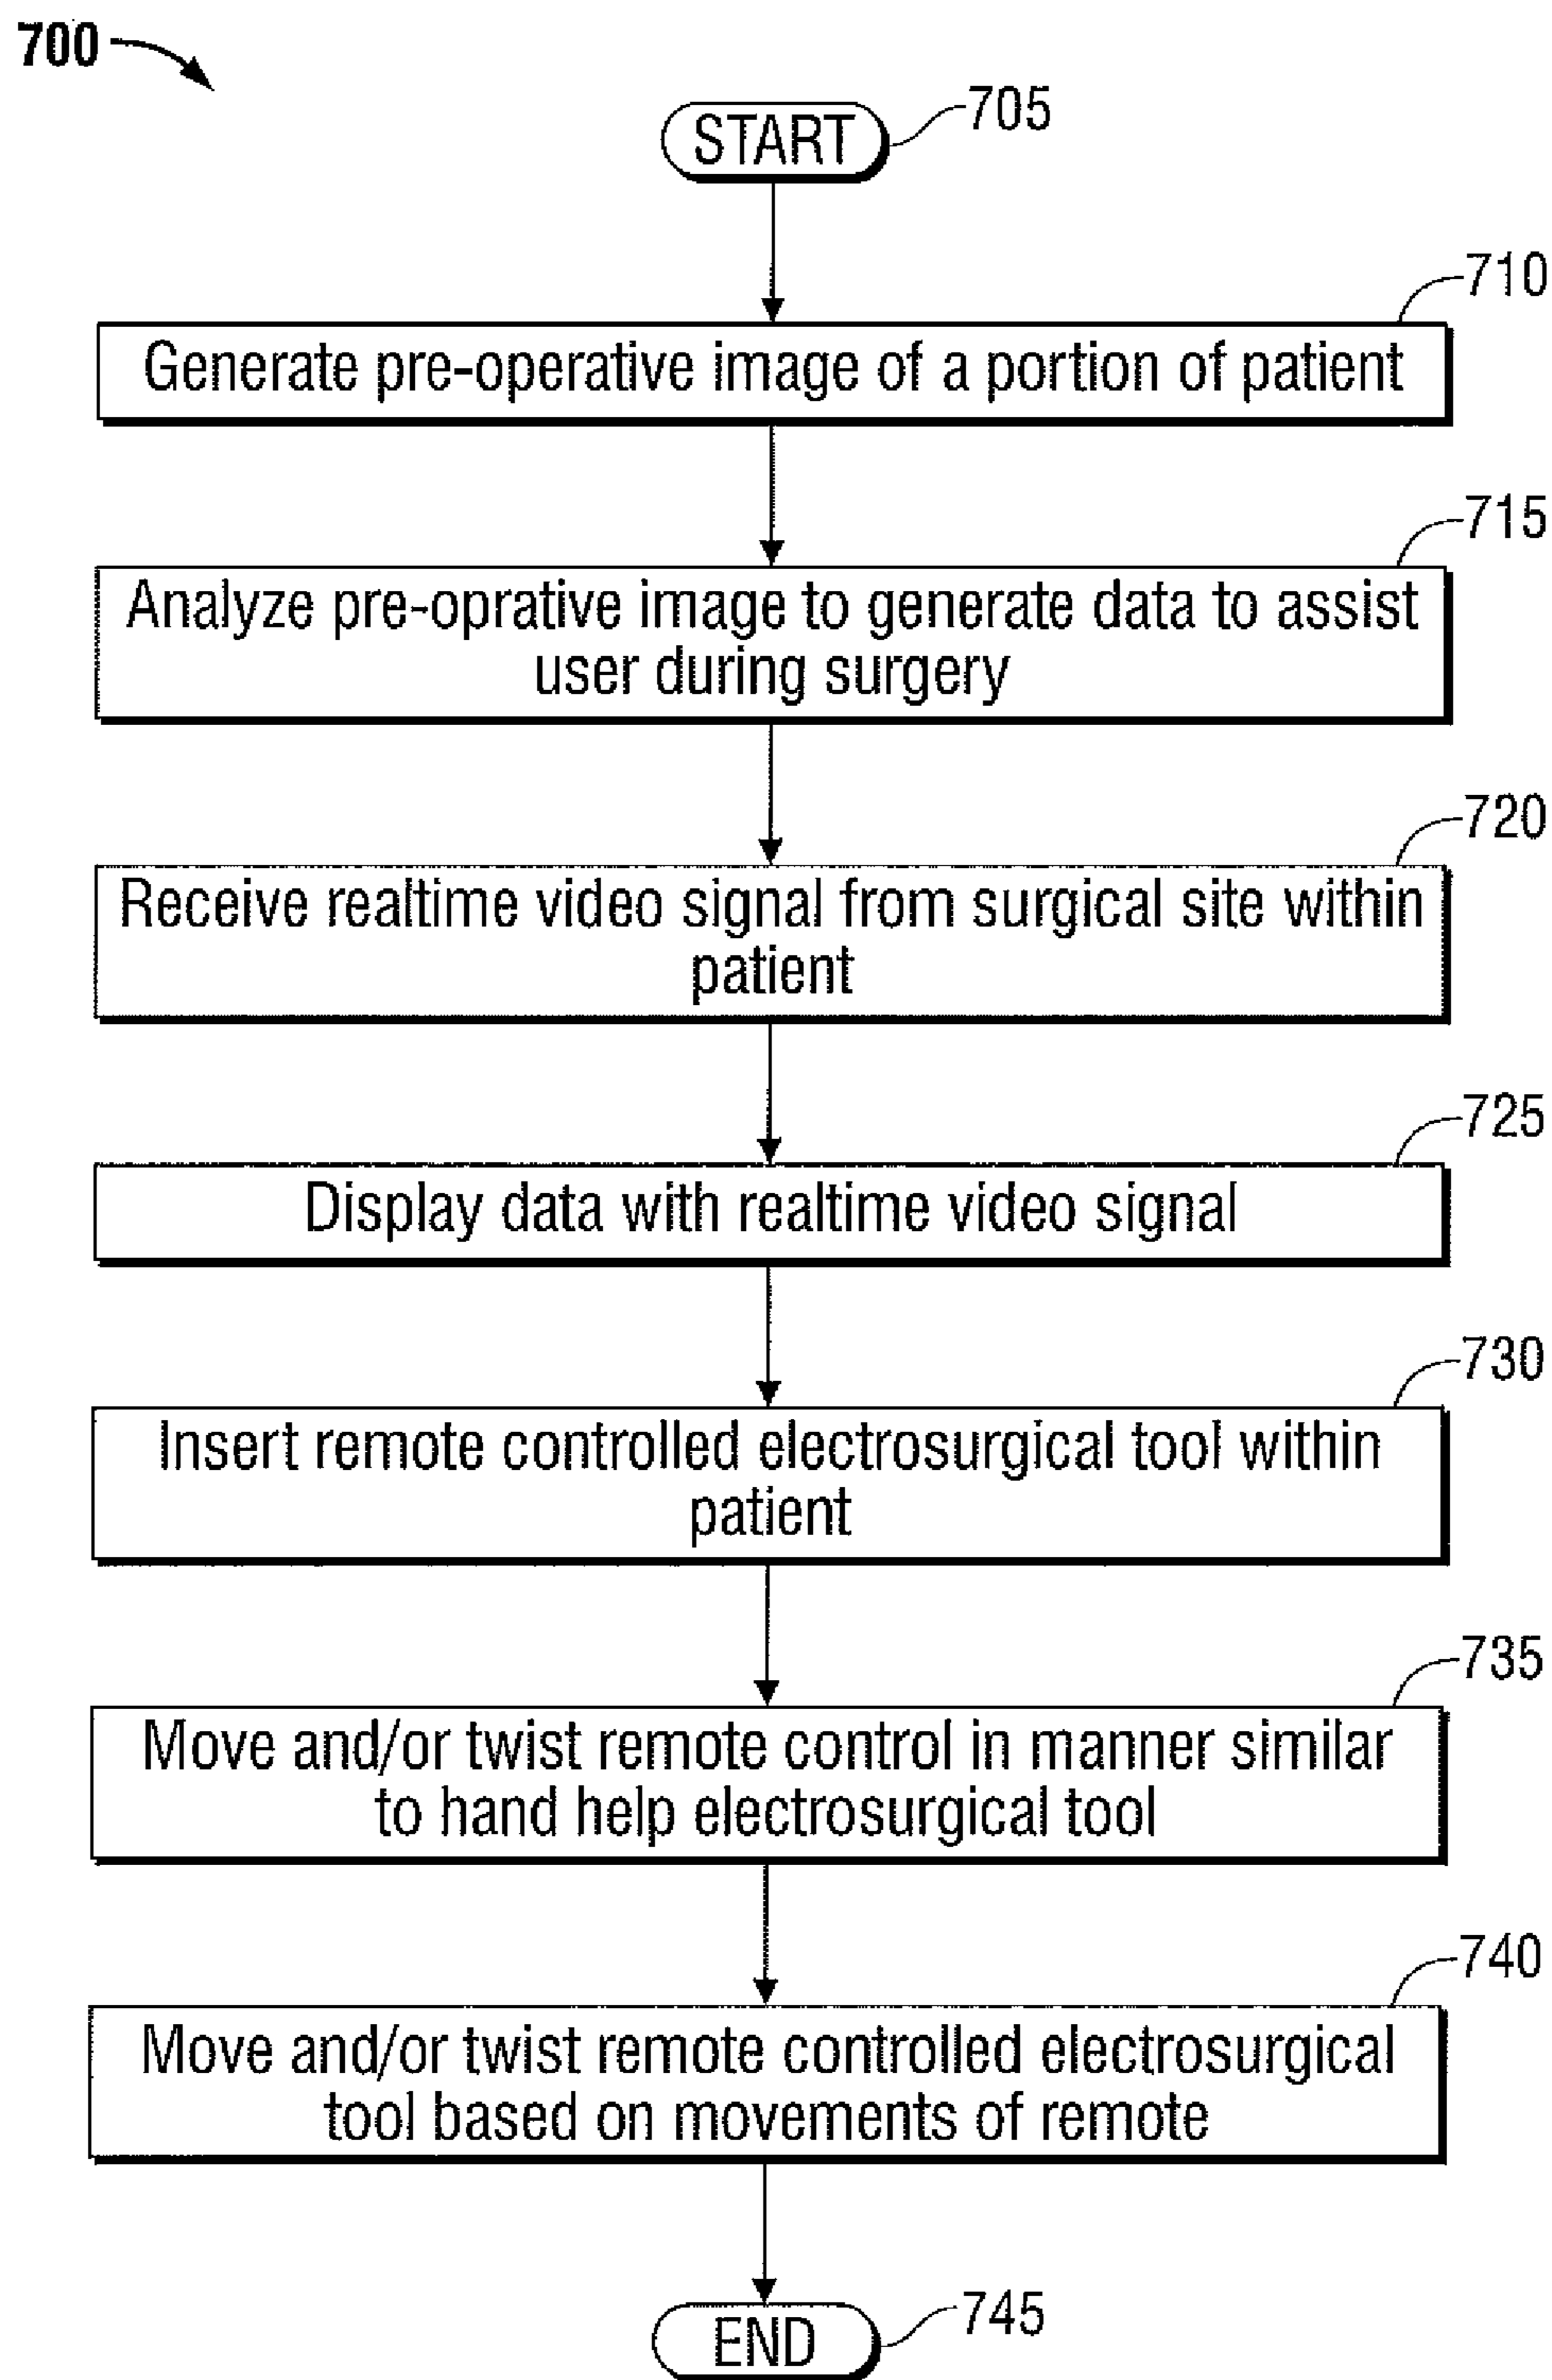 700
START
705
710
Generate pre-operative image of a portion of patient
715
Analyze pre-oprative image to generate data to assist
user during surgery
720
Receive realtime video signal from surgical site within
patient
725
Display data with realtime video signal
730
Insert remote controlled electrosurgical tool within
patient
735
Move and/or twist remote control in manner similar
to hand help electrosurgical tool
740
Move and/or twist remote controlled electrosurgical
tool based on movements of remote
END
745